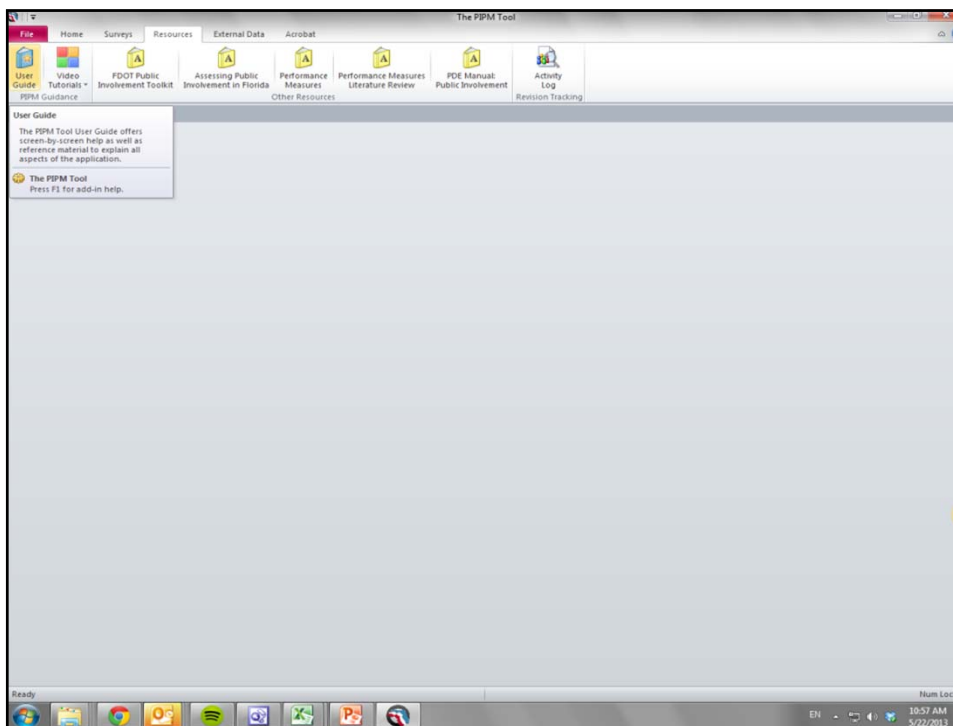 The PIPM Tool
File Home Surveys Resources External Data Acrobat
User Guide
Video Tutorials
FDOT Public Involvement Toolkit
Assessing Public Involvement in Florida
Performance Measures
Performance Measures Literature Review
PDE Manual: Public Involvement
Activity Log
PIPM Guidance
Other Resources
Revision Tracking
User Guide
The PIPM Tool User Guide offers
screen-by-screen help as well as
reference material to explain all
aspects of the application.
The PIPM Tool
Press F1 for add-in help.
Ready
Num Loc
EN
10:57 AM
5/22/2013